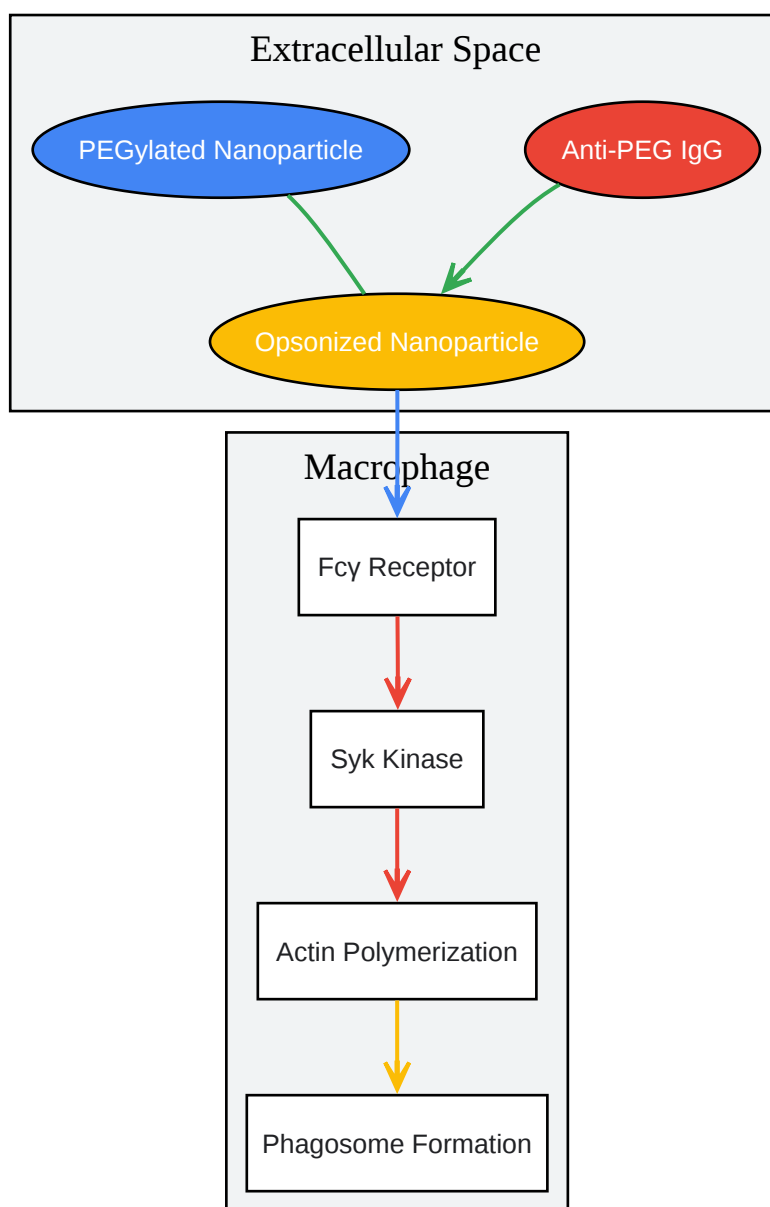 Extracellular Space
PEGylated Nanoparticle
Anti-PEG IgG
Opsonized Nanoparticle
Macrophage
Fcγ Receptor
Syk Kinase
Actin Polymerization
Phagosome Formation